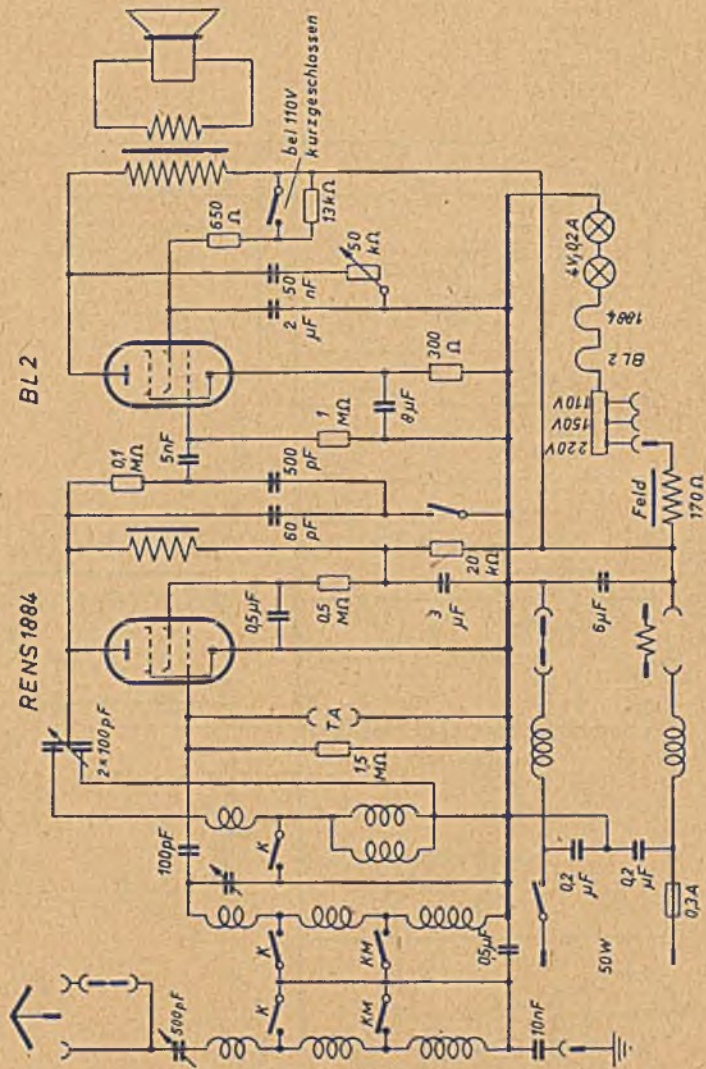 RENS1884
BL2
500pF
K
KM
K
KM
10nF
0,5µF
100pF
K
2×100pF
1,5
MΩ
TA
0,5µF
0,5
MΩ
3
µF
20
kΩ
60
pF
500
pF
0,1
MΩ
5nF
1
MΩ
8µF
300
Ω
2
µF
50
nF
50
kΩ
650
Ω
13kΩ
bei 110V
kurzgeschlossen
50W
0,2
µF
0,2
µF
0,3A
6µF
Feld
170Ω
220V
150V
110V
BL2
1884
4V,0,2A